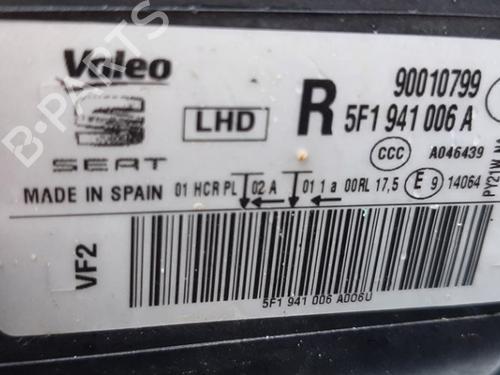 Valeo
90010799
LHD
R 5F1 941 006 A
SEAT
CCC A046439
MADE IN SPAIN
01 HCR PL 02 A 01 1 a 00RL 17,5 E 9 14064
PY21W
VF2
5F1 941 006 A006U
B-PARTS